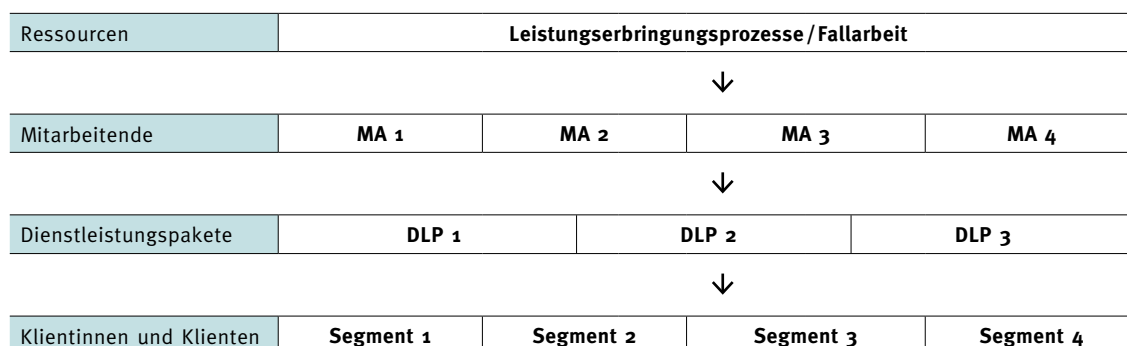 Ressourcen Leistungserbringungsprozesse/Fallarbeit
↓
Mitarbeitende MA 1 MA 2 MA 3 MA 4
↓
Dienstleistungspakete DLP 1 DLP 2 DLP 3
↓
Klientinnen und Klienten Segment 1 Segment 2 Segment 3 Segment 4